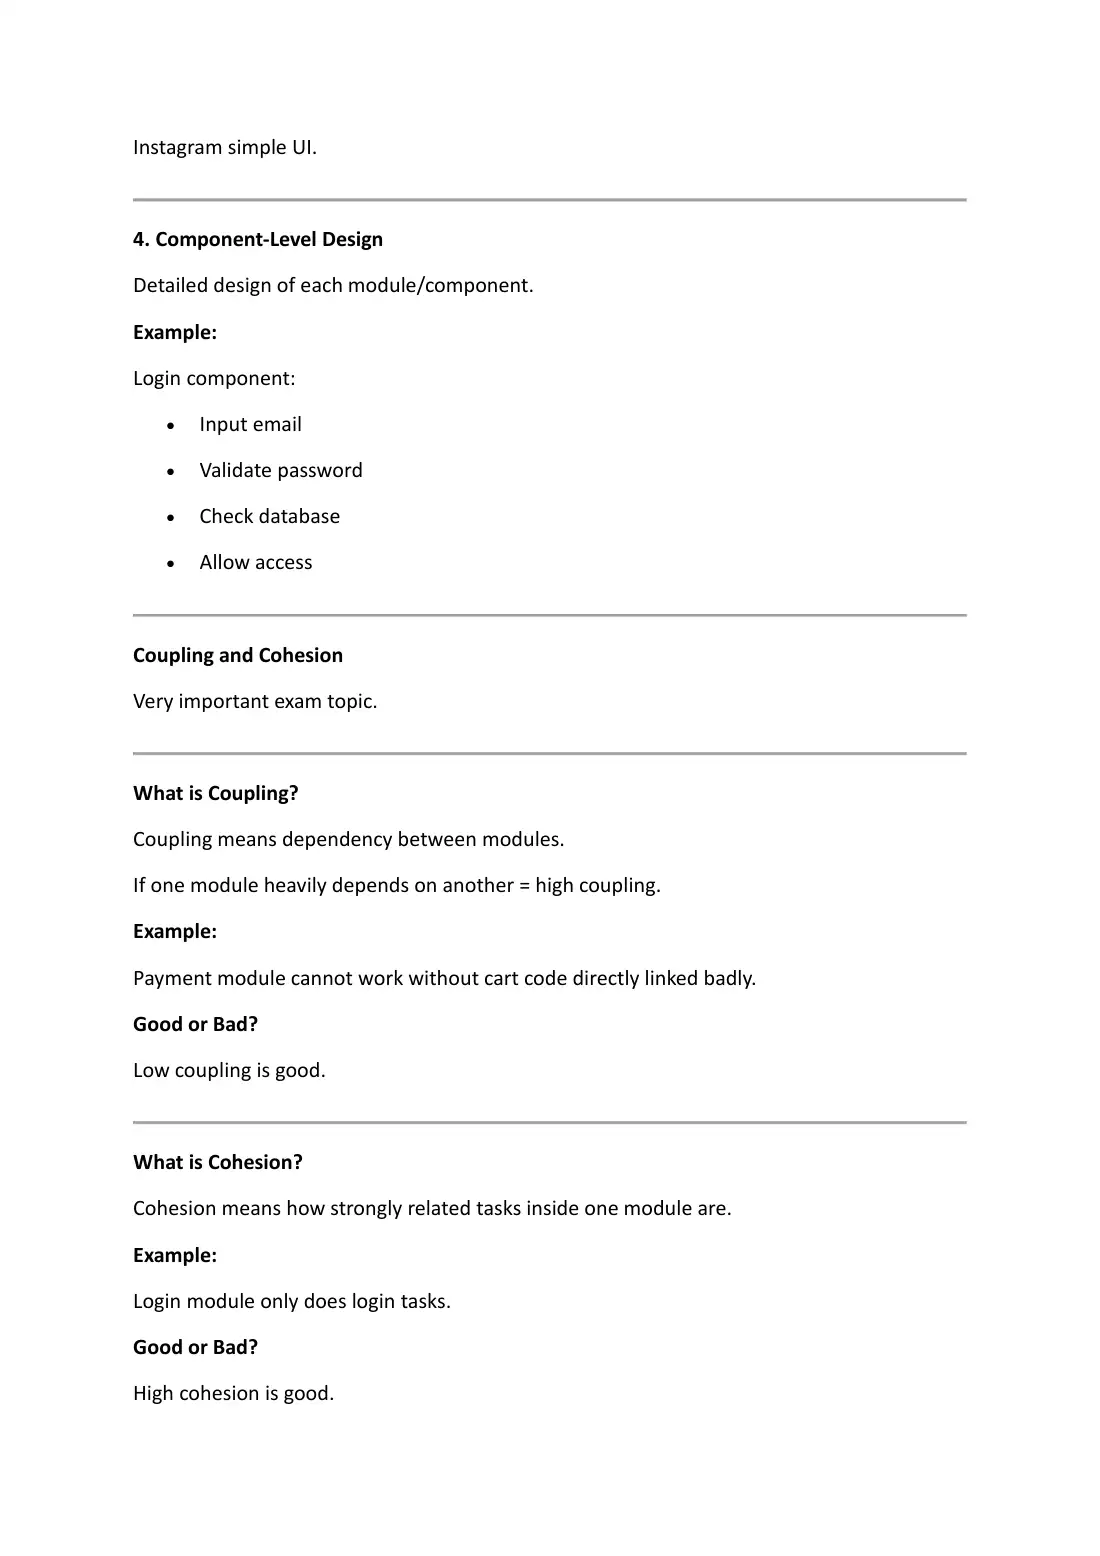 Instagram simple UI.
4. Component-Level Design
Detailed design of each module/component.
Example:
Login component:
• Input email
• Validate password
• Check database
• Allow access
Coupling and Cohesion
Very important exam topic.
What is Coupling?
Coupling means dependency between modules.
If one module heavily depends on another = high coupling.
Example:
Payment module cannot work without cart code directly linked badly.
Good or Bad?
Low coupling is good.
What is Cohesion?
Cohesion means how strongly related tasks inside one module are.
Example:
Login module only does login tasks.
Good or Bad?
High cohesion is good.